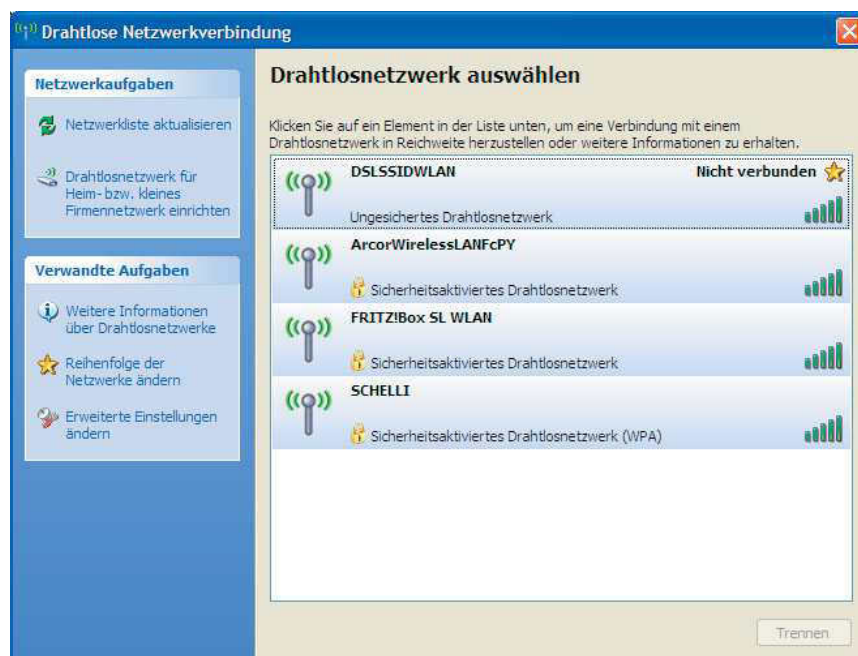 Drahtlose Netzwerkverbindung
Netzwerkaufgaben
Netzwerkliste aktualisieren
Drahtlosnetzwerk für
Heim- bzw. kleines
Firmennetzwerk einrichten
Verwandte Aufgaben
Weitere Informationen
über Drahtlosnetzwerke
Reihenfolge der
Netzwerke ändern
Erweiterte Einstellungen
ändern
Drahtlosnetzwerk auswählen
Klicken Sie auf ein Element in der Liste unten, um eine Verbindung mit einem
Drahtlosnetzwerk in Reichweite herzustellen oder weitere Informationen zu erhalten.
DSLSSIDWLAN Nicht verbunden
Ungesichertes Drahtlosnetzwerk
ArcorWirelessLANFcPY
Sicherheitsaktiviertes Drahtlosnetzwerk
FRITZ!Box SL WLAN
Sicherheitsaktiviertes Drahtlosnetzwerk
SCHELLI
Sicherheitsaktiviertes Drahtlosnetzwerk (WPA)
Trennen